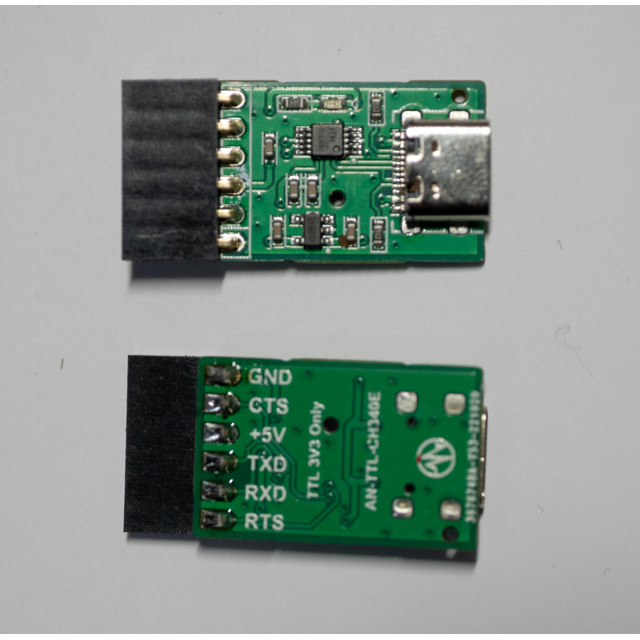 GND
CTS
+5V
TXD
RXD
RTS
TTL 3V3 Only
AN-TTL-CH340E